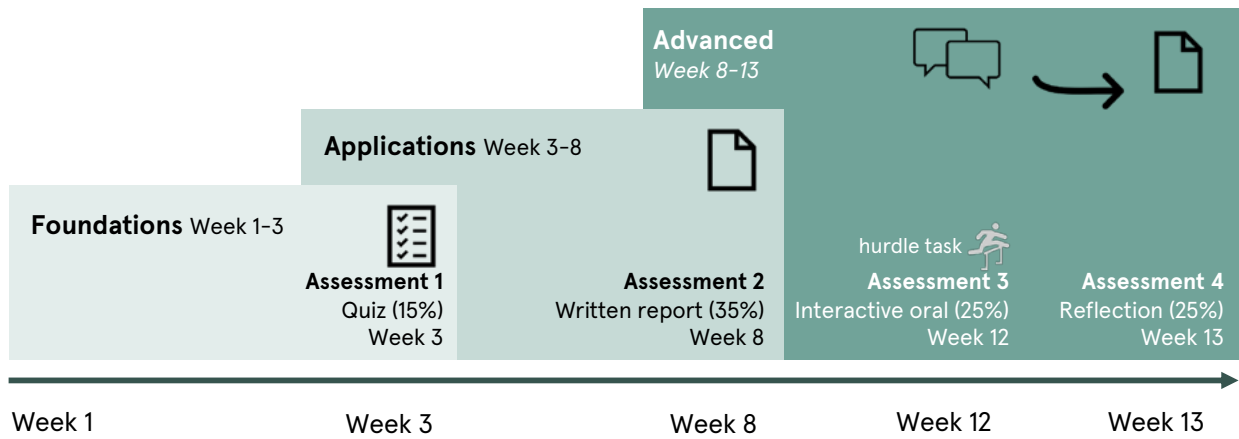 Advanced
Week 8-13
Applications Week 3-8
Foundations Week 1-3
hurdle task
Assessment 1
Quiz (15%)
Week 3
Assessment 2
Written report (35%)
Week 8
Assessment 3
Interactive oral (25%)
Week 12
Assessment 4
Reflection (25%)
Week 13
Week 1
Week 3
Week 8
Week 12
Week 13